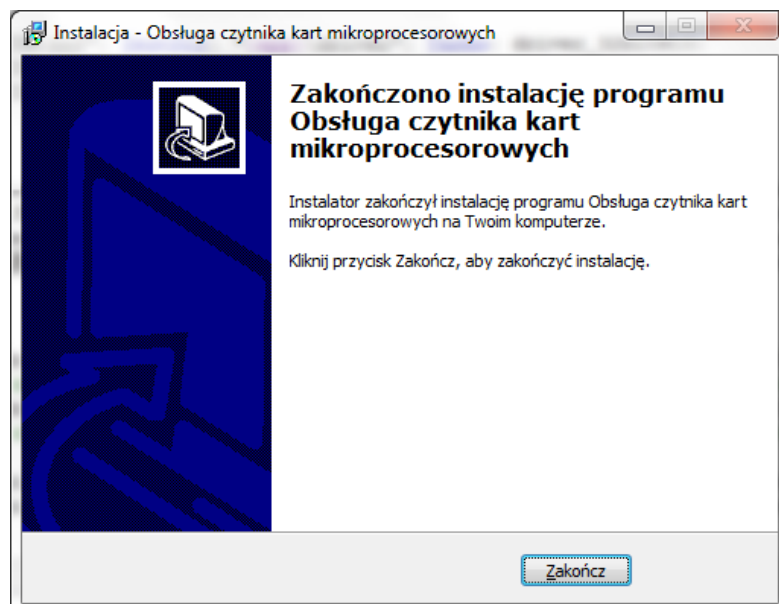 Instalacja - Obsługa czytnika kart mikroprocesorowych
Zakończono instalację programu
Obsługa czytnika kart
mikroprocesorowych
Instalator zakończył instalację programu Obsługa czytnika kart
mikroprocesorowych na Twoim komputerze.
Kliknij przycisk Zakończ, aby zakończyć instalację.
Zakończ